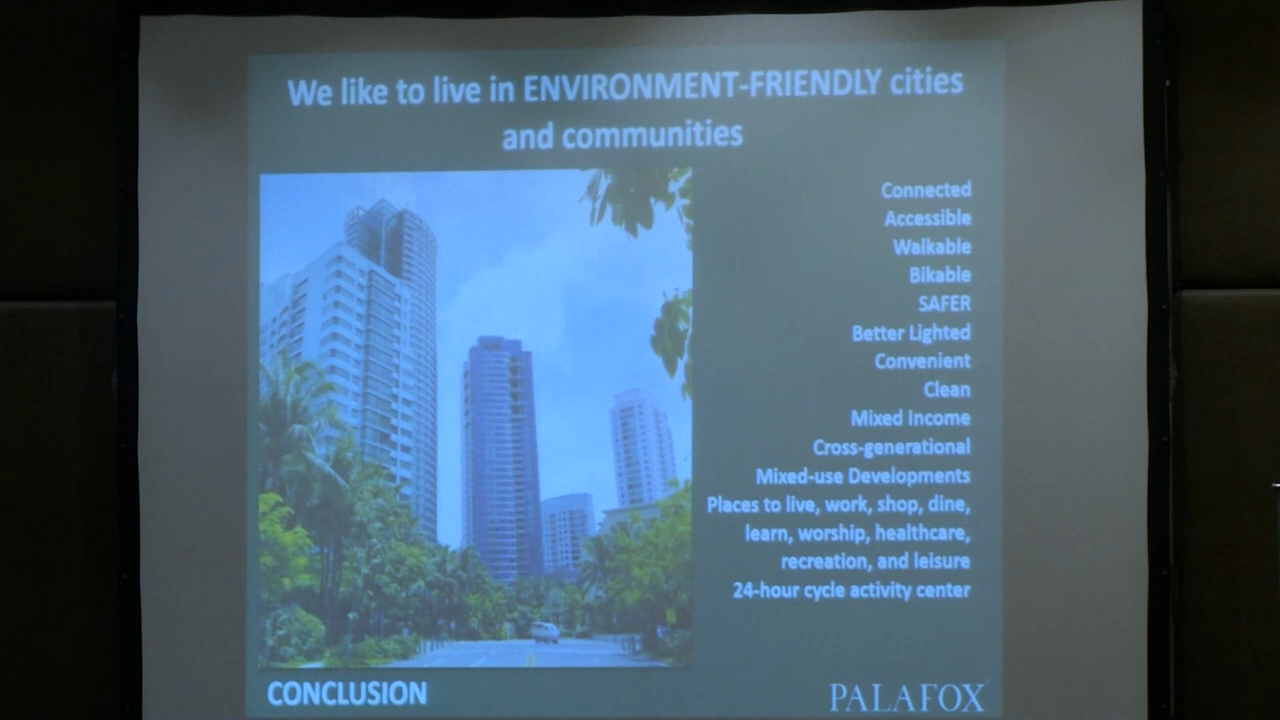 We like to live in ENVIRONMENT-FRIENDLY cities
and communities
Connected
Accessible
Walkable
Bikable
SAFER
Better Lighted
Convenient
Clean
Mixed Income
Cross-generational
Mixed-use Developments
Places to live, work, shop, dine,
learn, worship, healthcare,
recreation, and leisure
24-hour cycle activity center
CONCLUSION
PALAFOX